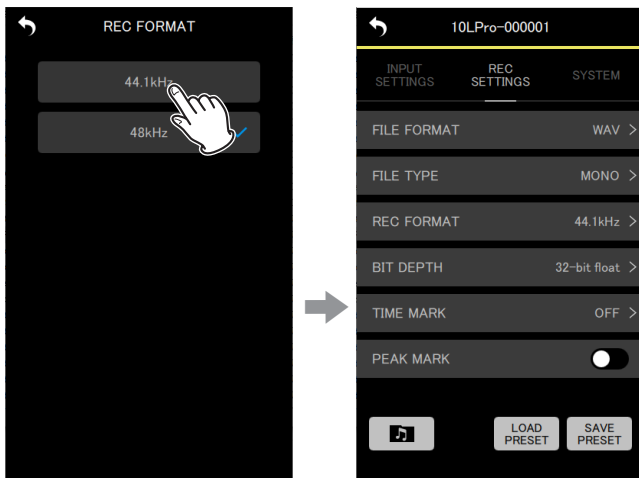 REC FORMAT
44.1kHz
48kHz
10LPro-000001
INPUT
SETTINGS
REC
SETTINGS
SYSTEM
FILE FORMAT WAV >
FILE TYPE MONO >
REC FORMAT 44.1kHz >
BIT DEPTH 32-bit float >
TIME MARK OFF >
PEAK MARK
LOAD
PRESET
SAVE
PRESET